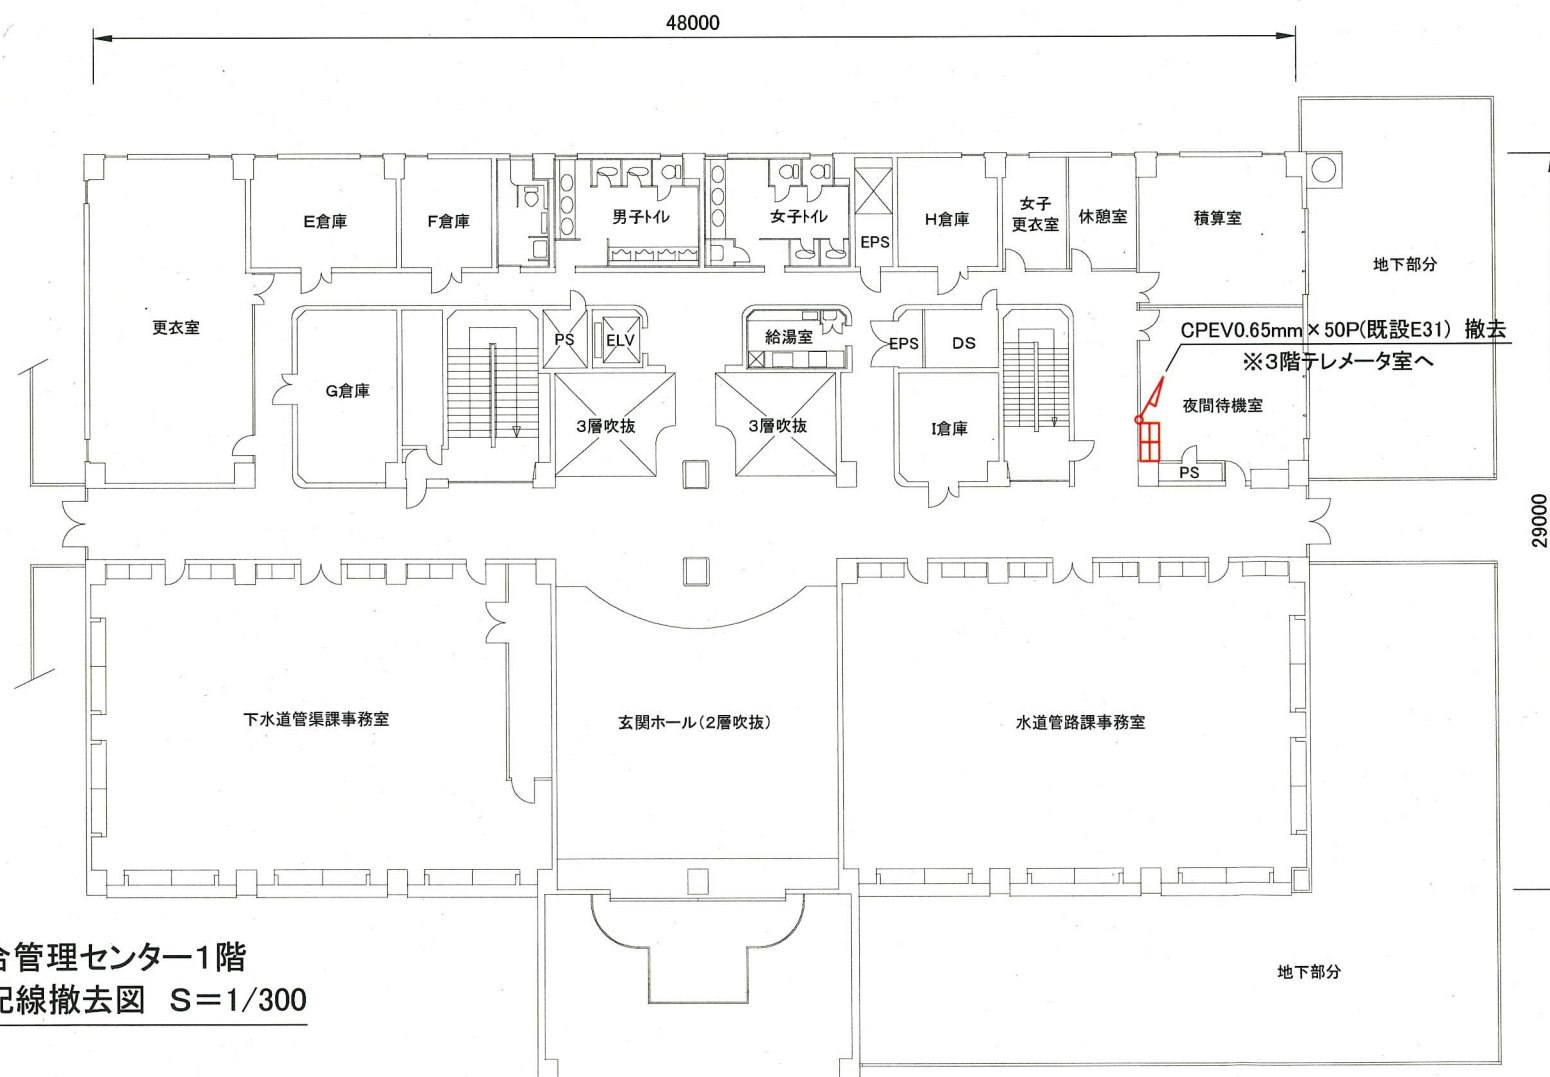 48000
E倉庫
F倉庫
男子トイレ
女子トイレ
EPS
H倉庫
女子
更衣室
休憩室
積算室
地下部分
更衣室
G倉庫
PS
ELV
給湯室
EPS
DS
CPEV0.65mm×50P(既設E31) 撤去
※3階テレメータ室へ
3層吹抜
3層吹抜
I倉庫
夜間待機室
PS
29000
下水道管渠課事務室
玄関ホール(2層吹抜)
水道管路課事務室
地下部分
合管理センター1階
配線撤去図 S=1/300